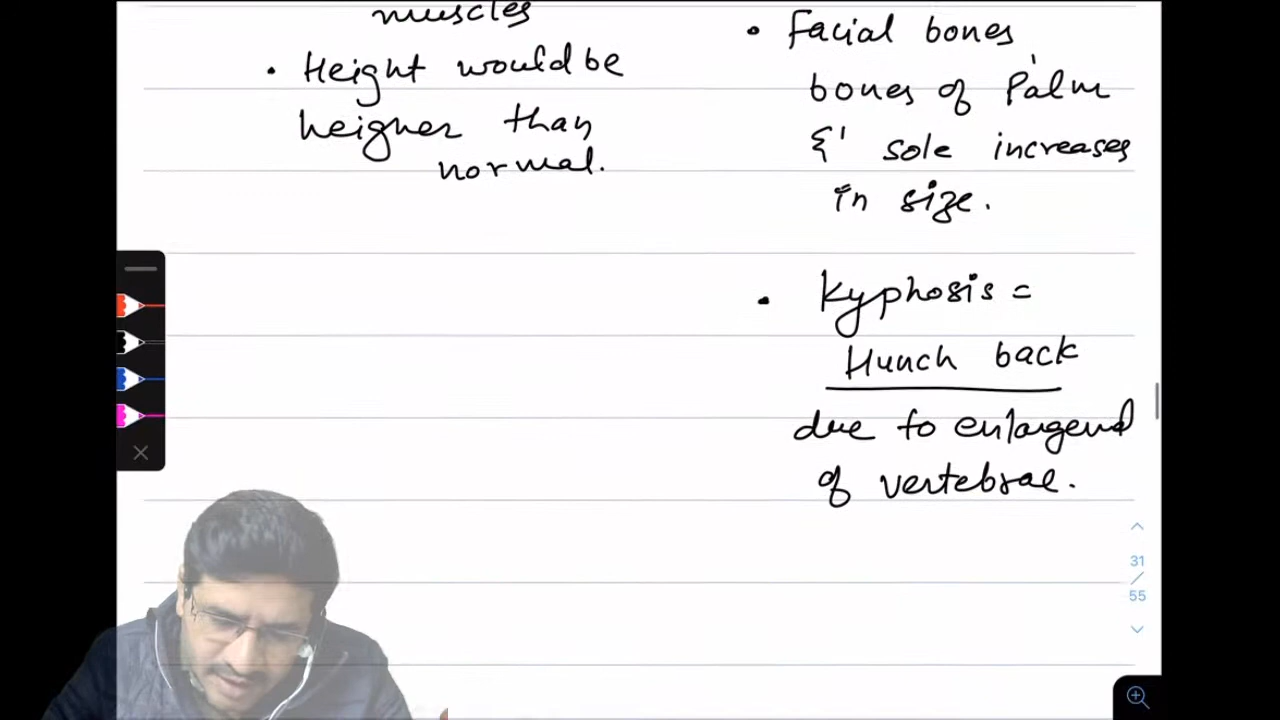 muscles
• Height would be
heigher than
normal.
• Facial bones,
bones of Palm
& sole increases
in size.
• Kyphosis =
Hunch back
due to enlargend
of vertebrae.
31
/
55